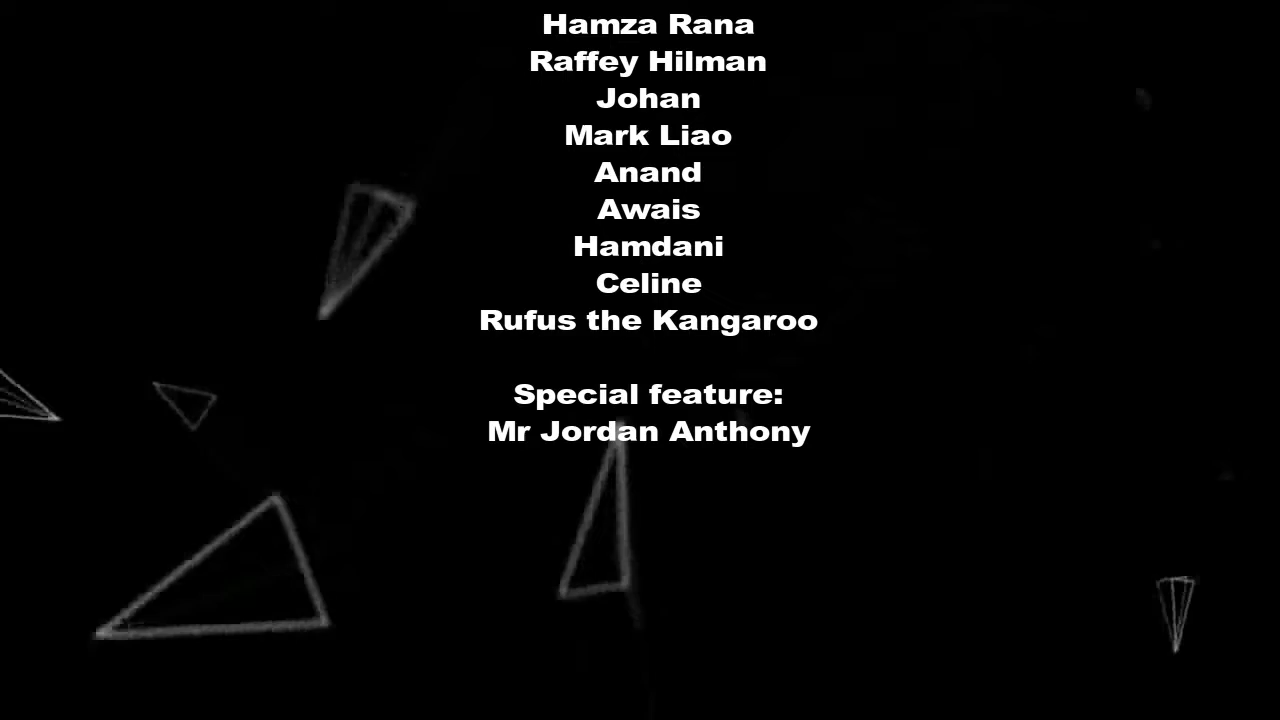 Hamza Rana
Raffey Hilman
Johan
Mark Liao
Anand
Awais
Hamdani
Celine
Rufus the Kangaroo
Special feature:
Mr Jordan Anthony